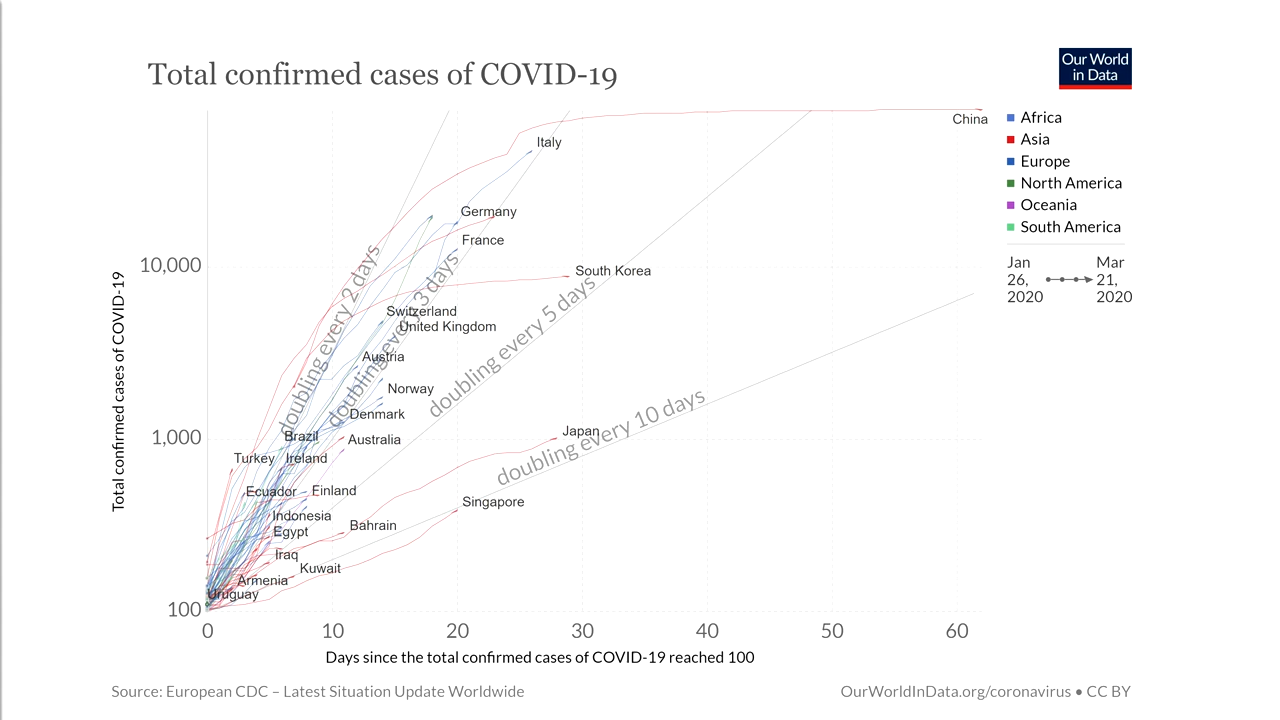 Total confirmed cases of COVID-19
Our World
in Data
China
Italy
Germany
France
South Korea
Switzerland
United Kingdom
Austria
Norway
Denmark
Brazil
Australia
Japan
Turkey
Ireland
Ecuador
Finland
Singapore
Indonesia
Bahrain
Egypt
Iraq
Kuwait
Armenia
Uruguay
doubling every 2 days
doubling every 3 days
doubling every 5 days
doubling every 10 days
10,000
1,000
100
0
10
20
30
40
50
60
Total confirmed cases of COVID-19
Days since the total confirmed cases of COVID-19 reached 100
Africa
Asia
Europe
North America
Oceania
South America
Jan
26,
2020
Mar
21,
2020
Source: European CDC – Latest Situation Update Worldwide
OurWorldInData.org/coronavirus • CC BY